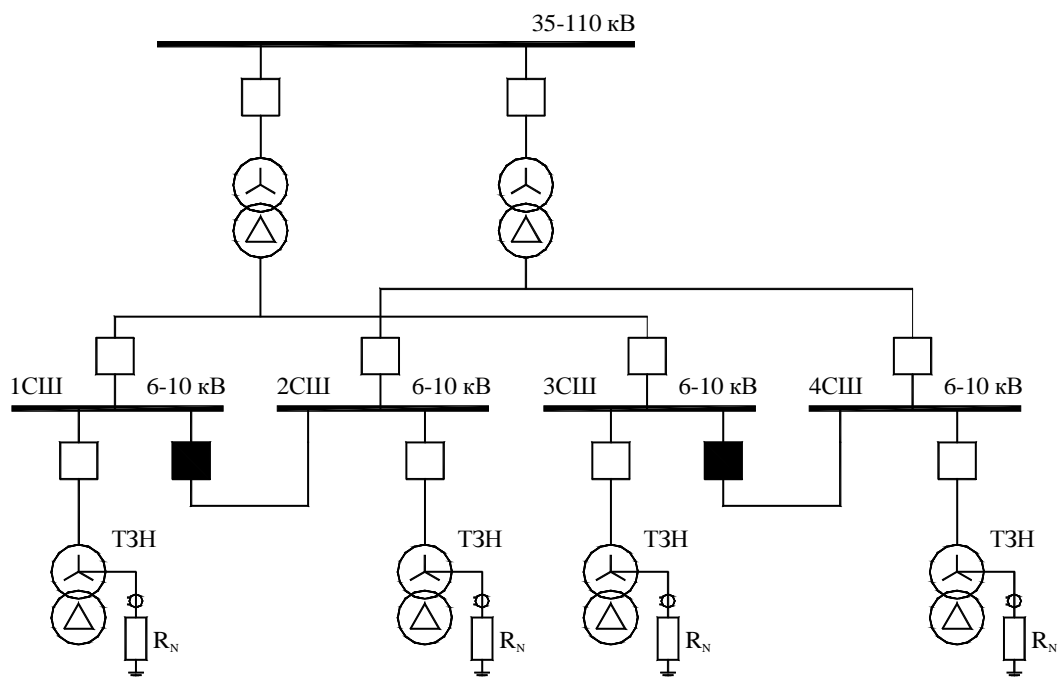 35-110 кВ
1СШ 6-10 кВ 2СШ 6-10 кВ 3СШ 6-10 кВ 4СШ 6-10 кВ
ТЗН ТЗН ТЗН ТЗН
R_N R_N R_N R_N